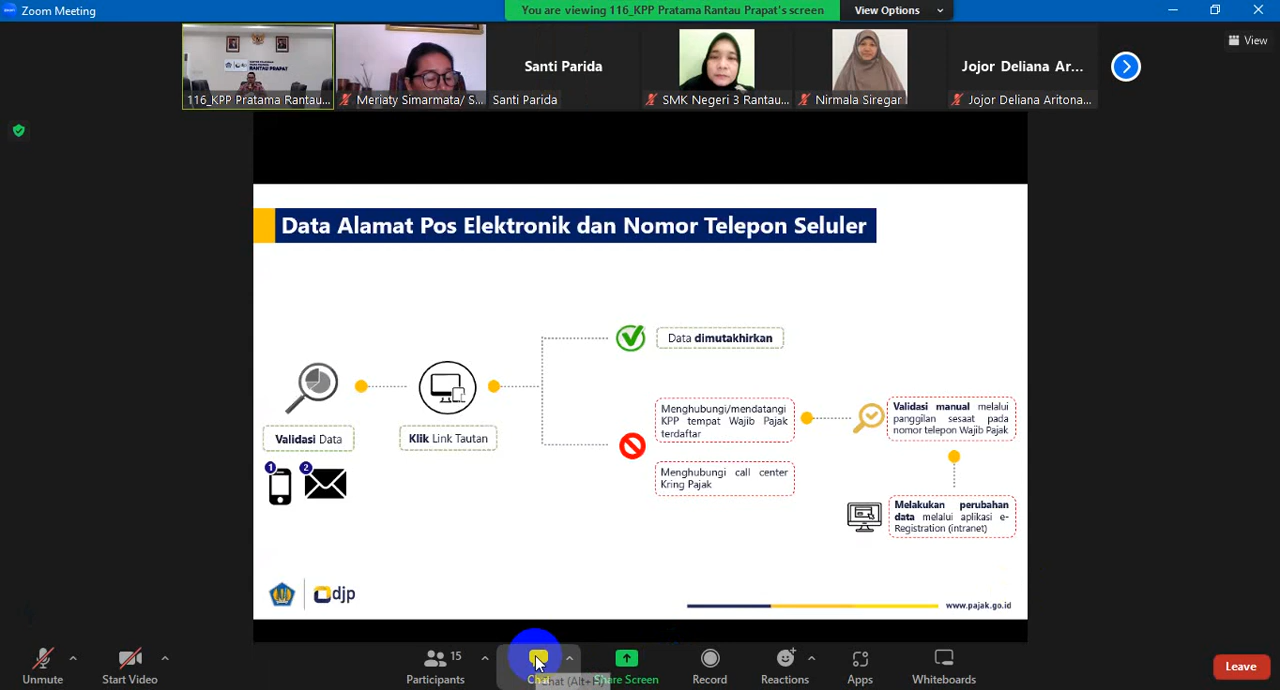 Zoom Meeting
You are viewing 116_KPP Pratama Rantau Prapat's screen
View Options
View
RANTAU PRAPAT
Santi Parida
Jojor Deliana Ar...
116_KPP Pratama Rantau...
Meriaty Simarmata/ S...
Santi Parida
SMK Negeri 3 Rantau...
Nirmala Siregar
Jojor Deliana Aritona...
Data Alamat Pos Elektronik dan Nomor Telepon Seluler
Data dimutakhirkan
Validasi Data
Klik Link Tautan
1
2
Menghubungi/mendatangi
KPP tempat Wajib Pajak
terdaftar
Menghubungi call center
Kring Pajak
Validasi manual melalui
panggilan sesaat pada
nomor telepon Wajib Pajak
Melakukan perubahan
data melalui aplikasi e-
Registration (intranet)
djp
www.pajak.go.id
Unmute
Start Video
15
Participants
Chat (Alt+H)
Share Screen
Record
Reactions
Apps
Whiteboards
Leave